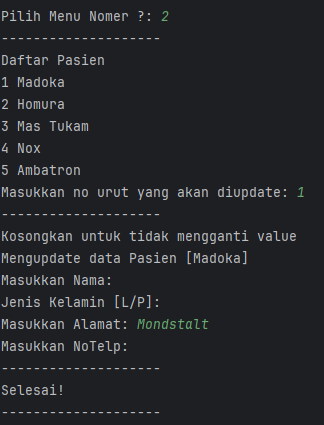 Pilih Menu Nomer ?: 2
--------------------
Daftar Pasien
1 Madoka
2 Homura
3 Mas Tukam
4 Nox
5 Ambatron
Masukkan no urut yang akan diupdate: 1
--------------------
Kosongkan untuk tidak mengganti value
Mengupdate data Pasien [Madoka]
Masukkan Nama:
Jenis Kelamin [L/P]:
Masukkan Alamat: Mondstalt
Masukkan NoTelp:
--------------------
Selesai!
--------------------